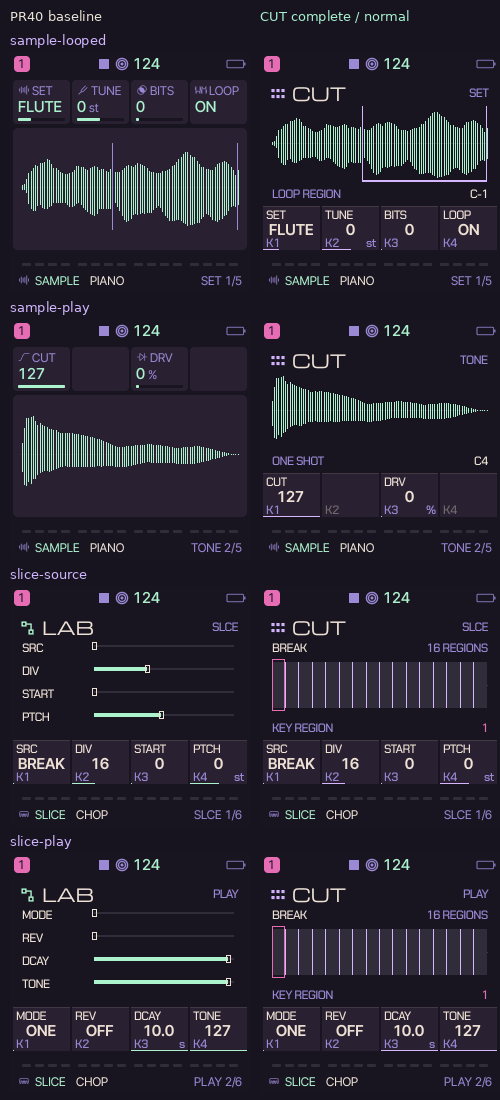 PR40 baseline
CUT complete / normal
sample-looped
1 124
SET TUNE BITS LOOP
FLUTE 0 st 0 ON
SAMPLE PIANO SET 1/5
1 124
CUT SET
LOOP REGION C-1
SET TUNE BITS LOOP
FLUTE 0 0 ON
K1 K2 st K3 K4
SAMPLE PIANO SET 1/5
sample-play
1 124
CUT DRV
127 0 %
SAMPLE PIANO TONE 2/5
1 124
CUT TONE
ONE SHOT C4
CUT DRV
127 0
K1 K2 K3 % K4
SAMPLE PIANO TONE 2/5
slice-source
1 124
LAB SLCE
SRC
DIV
START
PTCH
SRC DIV START PTCH
BREAK 16 0 0
K1 K2 K3 K4 st
SLICE CHOP SLCE 1/6
1 124
CUT SLCE
BREAK 16 REGIONS
KEY REGION 1
SRC DIV START PTCH
BREAK 16 0 0
K1 K2 K3 K4 st
SLICE CHOP SLCE 1/6
slice-play
1 124
LAB PLAY
MODE
REV
DCAY
TONE
MODE REV DCAY TONE
ONE OFF 10.0 127
K1 K2 K3 s K4
SLICE CHOP PLAY 2/6
1 124
CUT PLAY
BREAK 16 REGIONS
KEY REGION 1
MODE REV DCAY TONE
ONE OFF 10.0 127
K1 K2 K3 s K4
SLICE CHOP PLAY 2/6